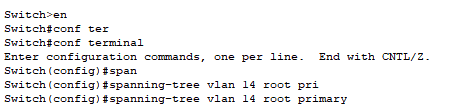 Switch>en
Switch#conf ter
Switch#conf terminal
Enter configuration commands, one per line.  End with CNTL/Z.
Switch(config)#span
Switch(config)#spanning-tree vlan 14 root pri
Switch(config)#spanning-tree vlan 14 root primary